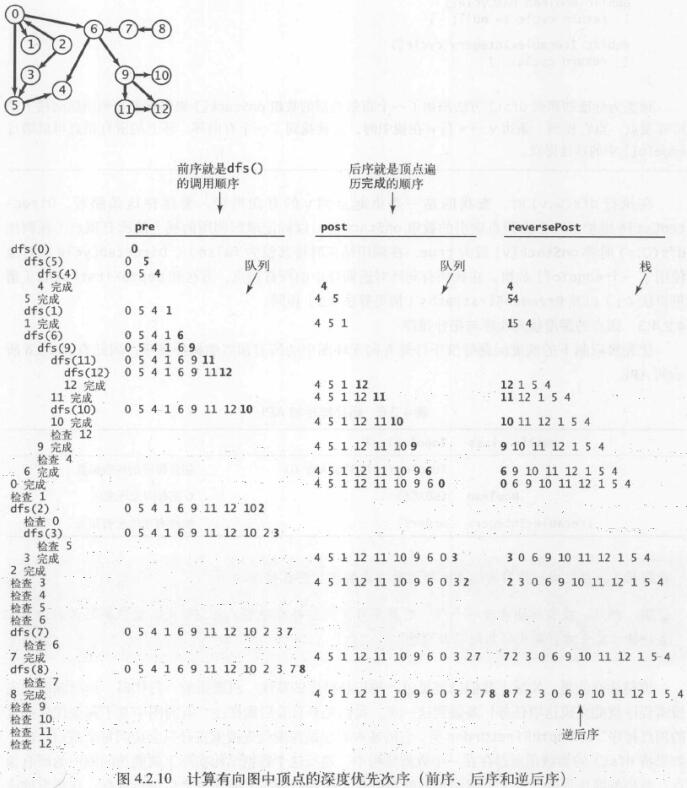 0
1
2
6
7
8
3
9
10
5
4
11
12
前序就是dfs()
的调用顺序
后序就是顶点遍
历完成的顺序
pre post reversePost
队列 队列 栈
dfs(0) 0
dfs(5) 0 5
dfs(4) 0 5 4
4 完成 4 4
5 完成 4 5 54
dfs(1) 0 5 4 1
1 完成 4 5 1 15 4
dfs(6) 0 5 4 1 6
dfs(9) 0 5 4 1 6 9
dfs(11) 0 5 4 1 6 9 11
dfs(12) 0 5 4 1 6 9 11 12
12 完成 4 5 1 12 12 1 5 4
11 完成 4 5 1 12 11 11 12 1 5 4
dfs(10) 0 5 4 1 6 9 11 12 10
10 完成 4 5 1 12 11 10 10 11 12 1 5 4
检查 12
9 完成 4 5 1 12 11 10 9 9 10 11 12 1 5 4
检查 4
6 完成 4 5 1 12 11 10 9 6 6 9 10 11 12 1 5 4
0 完成 4 5 1 12 11 10 9 6 0 0 6 9 10 11 12 1 5 4
检查 1
dfs(2) 0 5 4 1 6 9 11 12 10 2
检查 0
dfs(3) 0 5 4 1 6 9 11 12 10 2 3
检查 5
3 完成 4 5 1 12 11 10 9 6 0 3 3 0 6 9 10 11 12 1 5 4
2 完成 4 5 1 12 11 10 9 6 0 3 2 2 3 0 6 9 10 11 12 1 5 4
检查 3
检查 4
检查 5
检查 6
dfs(7) 0 5 4 1 6 9 11 12 10 2 3 7
检查 6
7 完成 4 5 1 12 11 10 9 6 0 3 2 7 7 2 3 0 6 9 10 11 12 1 5 4
dfs(8) 0 5 4 1 6 9 11 12 10 2 3 7 8
检查 7
8 完成 4 5 1 12 11 10 9 6 0 3 2 7 8 8 7 2 3 0 6 9 10 11 12 1 5 4
检查 9
检查 10
检查 11
检查 12
逆后序
图 4.2.10 计算有向图中顶点的深度优先次序（前序、后序和逆后序）